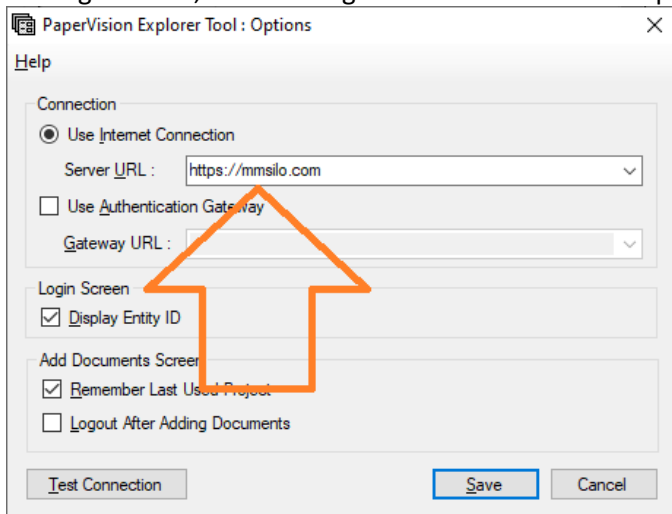 PaperVision Explorer Tool : Options
Help
Connection
Use Internet Connection
Server URL : https://mmsilo.com
Use Authentication Gateway
Gateway URL :
Login Screen
Display Entity ID
Add Documents Screen
Remember Last Used Project
Logout After Adding Documents
Test Connection Save Cancel